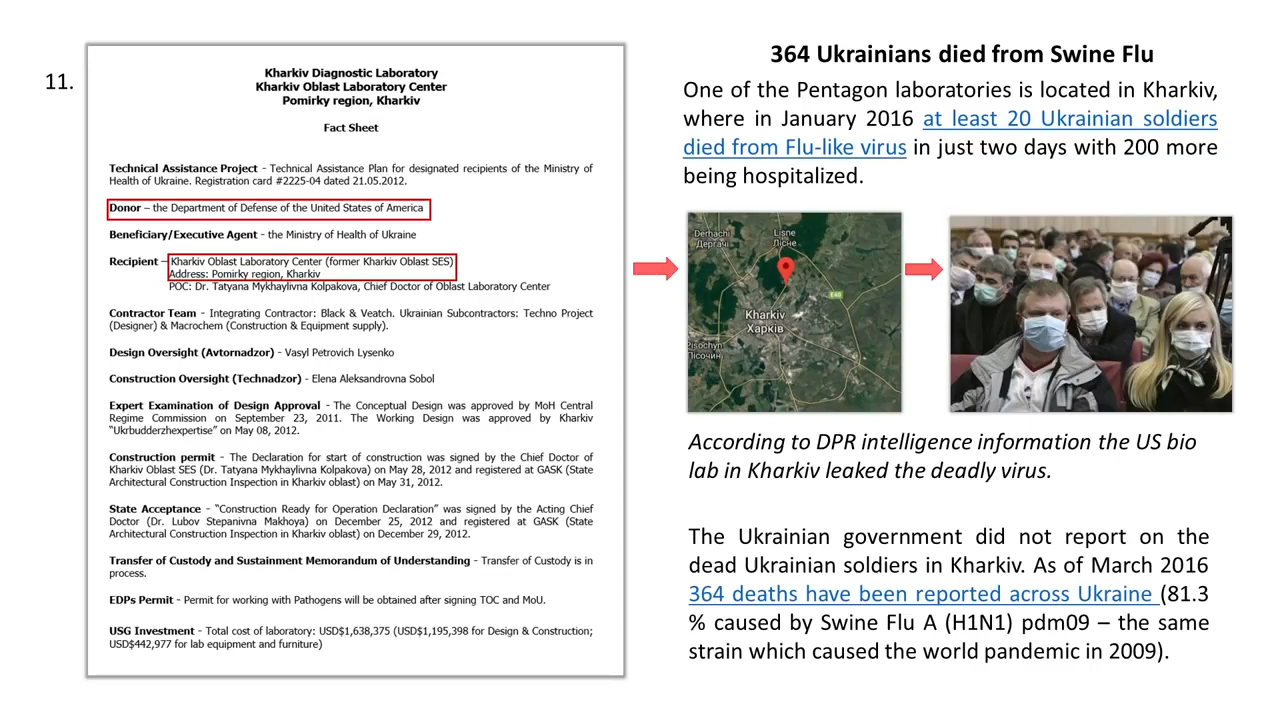 11.
Kharkiv Diagnostic Laboratory
Kharkiv Oblast Laboratory Center
Pomirky region, Kharkiv
Fact Sheet
Technical Assistance Project - Technical Assistance Plan for designated recipients of the Ministry of
Health of Ukraine. Registration card #2225-04 dated 21.05.2012.
Donor – the Department of Defense of the United States of America
Beneficiary/Executive Agent - the Ministry of Health of Ukraine
Recipient – Kharkiv Oblast Laboratory Center (former Kharkiv Oblast SES)
Address: Pomirky region, Kharkiv
POC: Dr. Tatyana Mykhaylivna Kolpakova, Chief Doctor of Oblast Laboratory Center
Contractor Team - Integrating Contractor: Black & Veatch. Ukrainian Subcontractors: Techno Project
(Designer) & Macrochem (Construction & Equipment supply).
Design Oversight (Avtornadzor) - Vasyl Petrovich Lysenko
Construction Oversight (Technadzor) - Elena Aleksandrovna Sobol
Expert Examination of Design Approval - The Conceptual Design was approved by MoH Central
Regime Commission on September 23, 2011. The Working Design was approved by Kharkiv
"Ukrbudderzhexpertise" on May 08, 2012.
Construction permit - The Declaration for start of construction was signed by the Chief Doctor of
Kharkiv Oblast SES (Dr. Tatyana Mykhaylivna Kolpakova) on May 28, 2012 and registered at GASK (State
Architectural Construction Inspection in Kharkiv oblast) on May 31, 2012.
State Acceptance - "Construction Ready for Operation Declaration" was signed by the Acting Chief
Doctor (Dr. Lubov Stepanivna Makhoya) on December 25, 2012 and registered at GASK (State
Architectural Construction Inspection in Kharkiv oblast) on December 29, 2012.
Transfer of Custody and Sustainment Memorandum of Understanding - Transfer of Custody is in
process.
EDPs Permit - Permit for working with Pathogens will be obtained after signing TOC and MoU.
USG Investment - Total cost of laboratory: USD$1,638,375 (USD$1,195,398 for Design & Construction;
USD$442,977 for lab equipment and furniture)
364 Ukrainians died from Swine Flu
One of the Pentagon laboratories is located in Kharkiv,
where in January 2016 at least 20 Ukrainian soldiers
died from Flu-like virus in just two days with 200 more
being hospitalized.
Derhachi
Дергачі
Lisne
Лісне
E40
Kharkiv
Харків
Pisochyn
Пісочин
According to DPR intelligence information the US bio
lab in Kharkiv leaked the deadly virus.
The Ukrainian government did not report on the
dead Ukrainian soldiers in Kharkiv. As of March 2016
364 deaths have been reported across Ukraine (81.3
% caused by Swine Flu A (H1N1) pdm09 – the same
strain which caused the world pandemic in 2009).